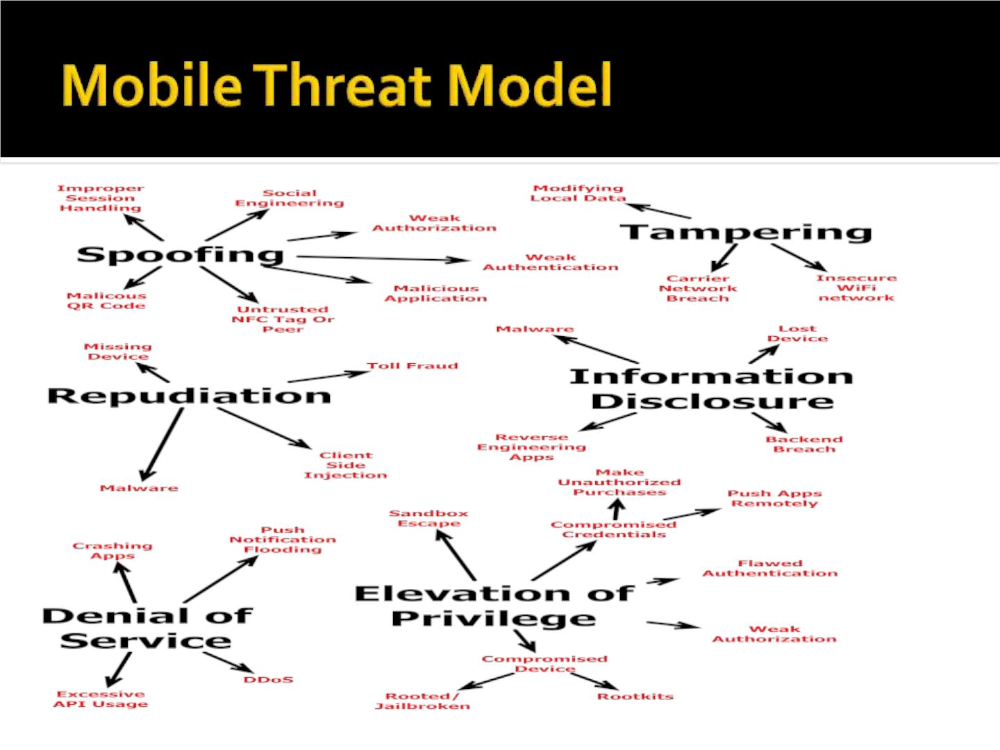 Mobile Threat Model
Improper
Session
Handling
Social
Engineering
Weak
Authorization
Spoofing
Weak
Authentication
Malicous
QR Code
Untrusted
NFC Tag Or
Peer
Malicious
Application
Modifying
Local Data
Tampering
Carrier
Network
Breach
Insecure
WiFi
network
Missing
Device
Toll Fraud
Repudiation
Client
Side
Injection
Malware
Malware
Lost
Device
Information
Disclosure
Reverse
Engineering
Apps
Backend
Breach
Crashing
Apps
Push
Notification
Flooding
Denial of
Service
Excessive
API Usage
DDoS
Sandbox
Escape
Make
Unauthorized
Purchases
Push Apps
Remotely
Compromised
Credentials
Flawed
Authentication
Elevation of
Privilege
Weak
Authorization
Compromised
Device
Rooted/
Jailbroken
Rootkits